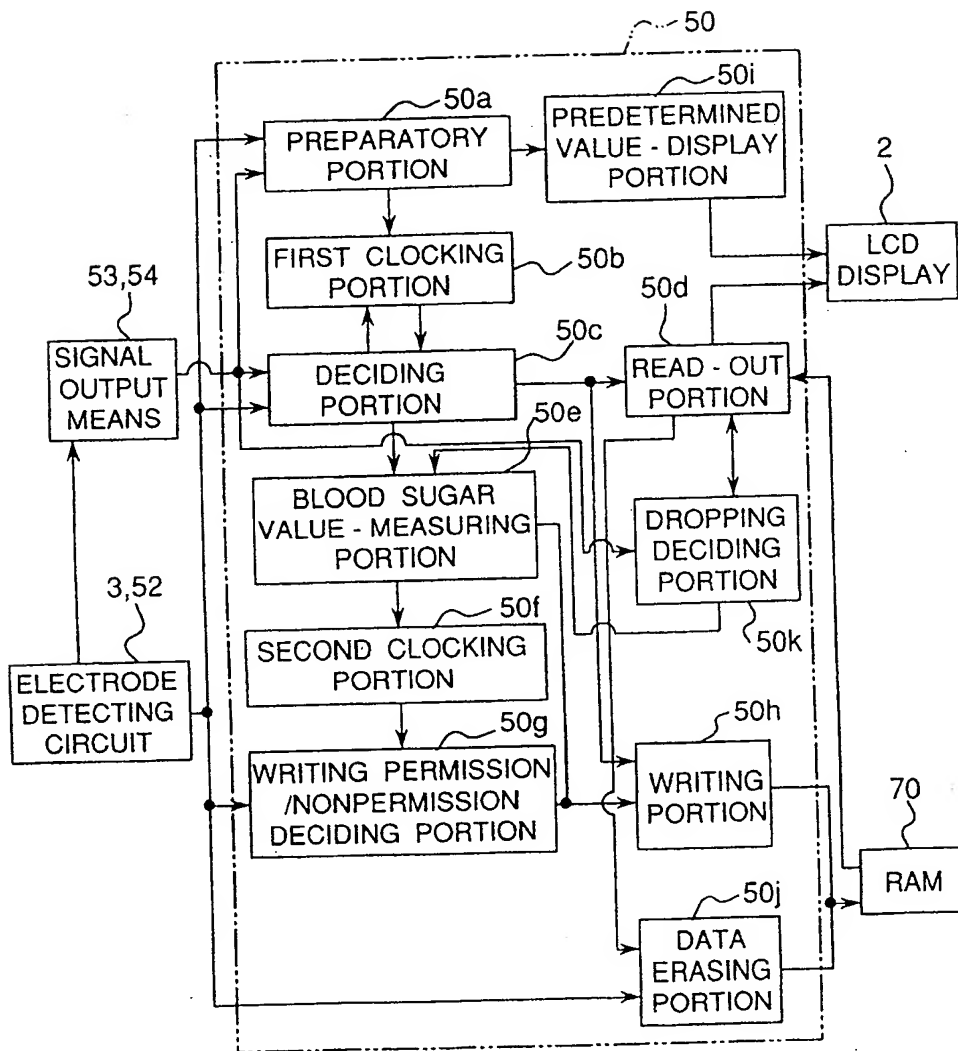 50
50a
PREPARATORY
PORTION
50i
PREDETERMINED
VALUE - DISPLAY
PORTION
2
LCD
DISPLAY
FIRST CLOCKING
PORTION
50b
53,54
SIGNAL
OUTPUT
MEANS
50c
DECIDING
PORTION
50d
READ - OUT
PORTION
50e
BLOOD SUGAR
VALUE - MEASURING
PORTION
DROPPING
DECIDING
PORTION
50k
3,52
ELECTRODE
DETECTING
CIRCUIT
50f
SECOND CLOCKING
PORTION
50g
WRITING PERMISSION
/NONPERMISSION
DECIDING PORTION
50h
WRITING
PORTION
70
RAM
50j
DATA
ERASING
PORTION